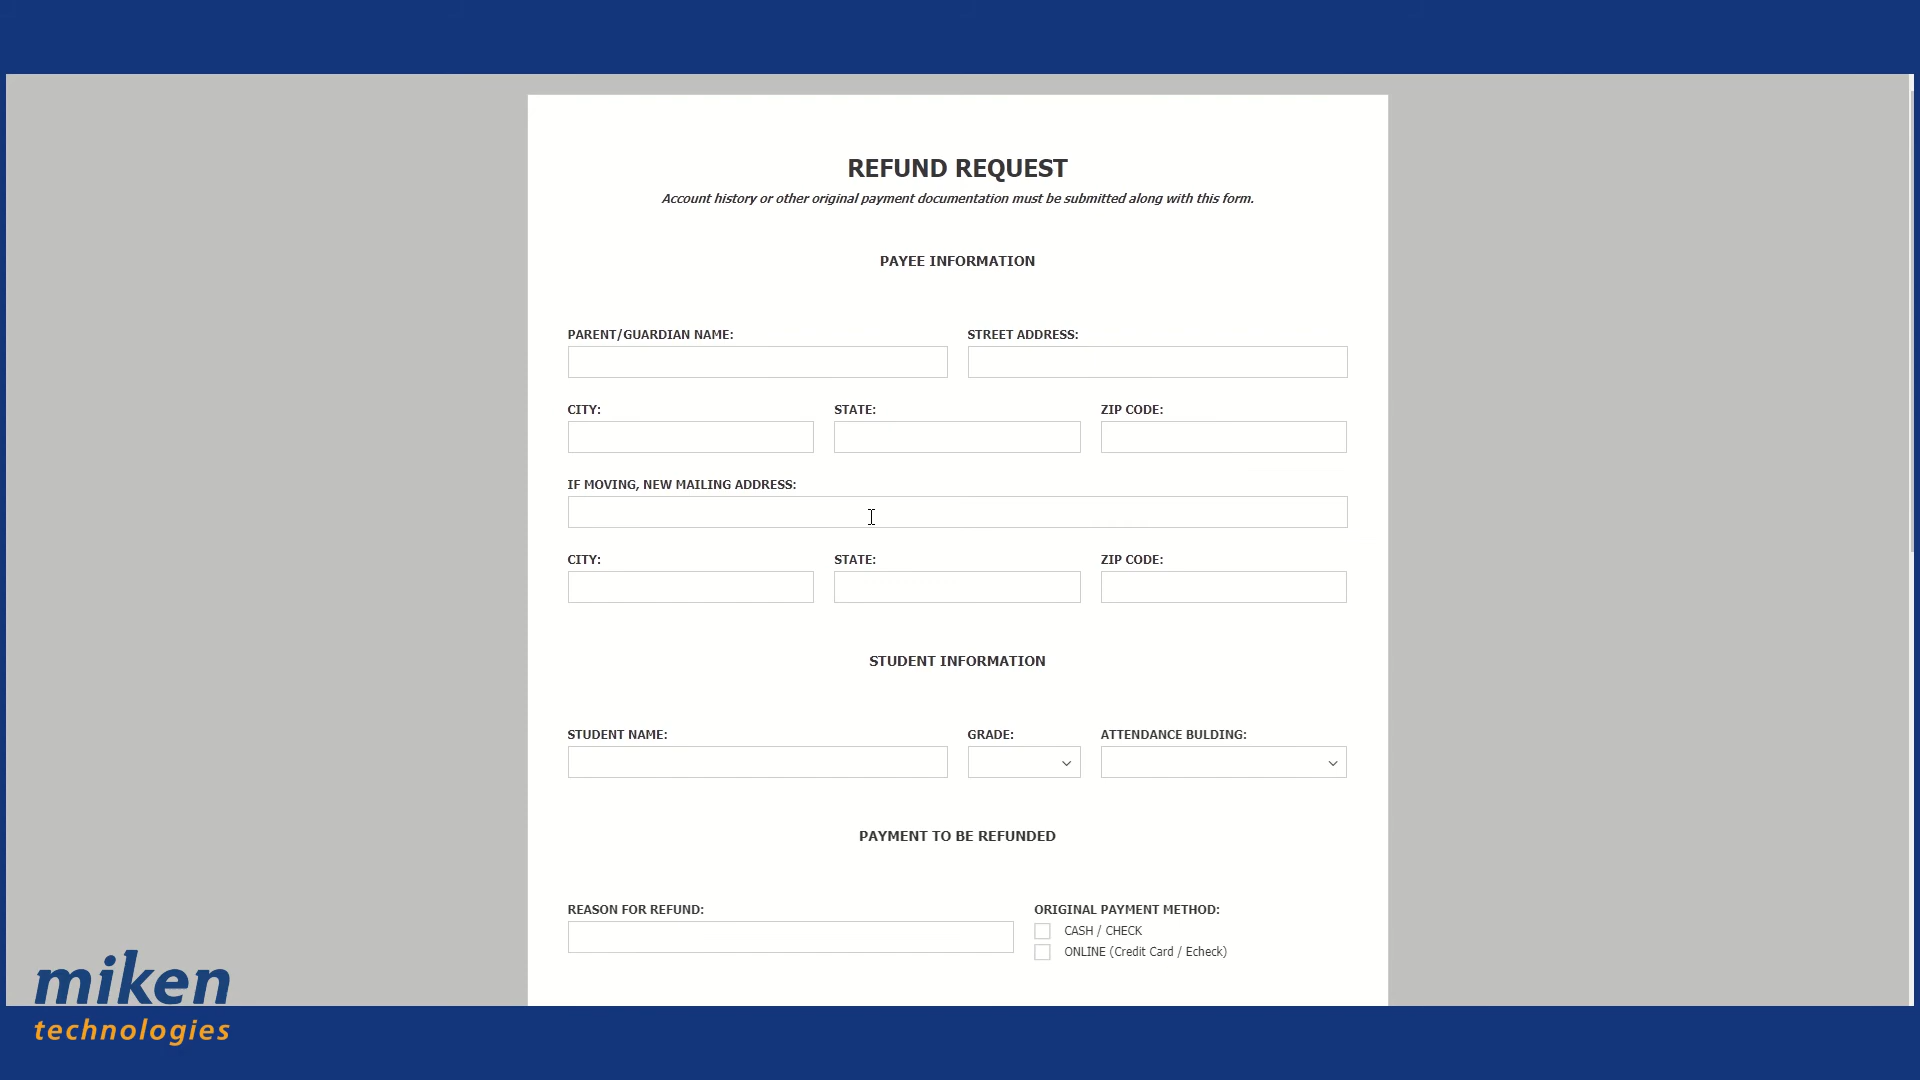 REFUND REQUEST
Account history or other original payment documentation must be submitted along with this form.
PAYEE INFORMATION
PARENT/GUARDIAN NAME: STREET ADDRESS:
CITY: STATE: ZIP CODE:
IF MOVING, NEW MAILING ADDRESS:
CITY: STATE: ZIP CODE:
STUDENT INFORMATION
STUDENT NAME: GRADE: ATTENDANCE BULDING:
PAYMENT TO BE REFUNDED
REASON FOR REFUND: ORIGINAL PAYMENT METHOD:
CASH / CHECK
ONLINE (Credit Card / Echeck)
miken
technologies